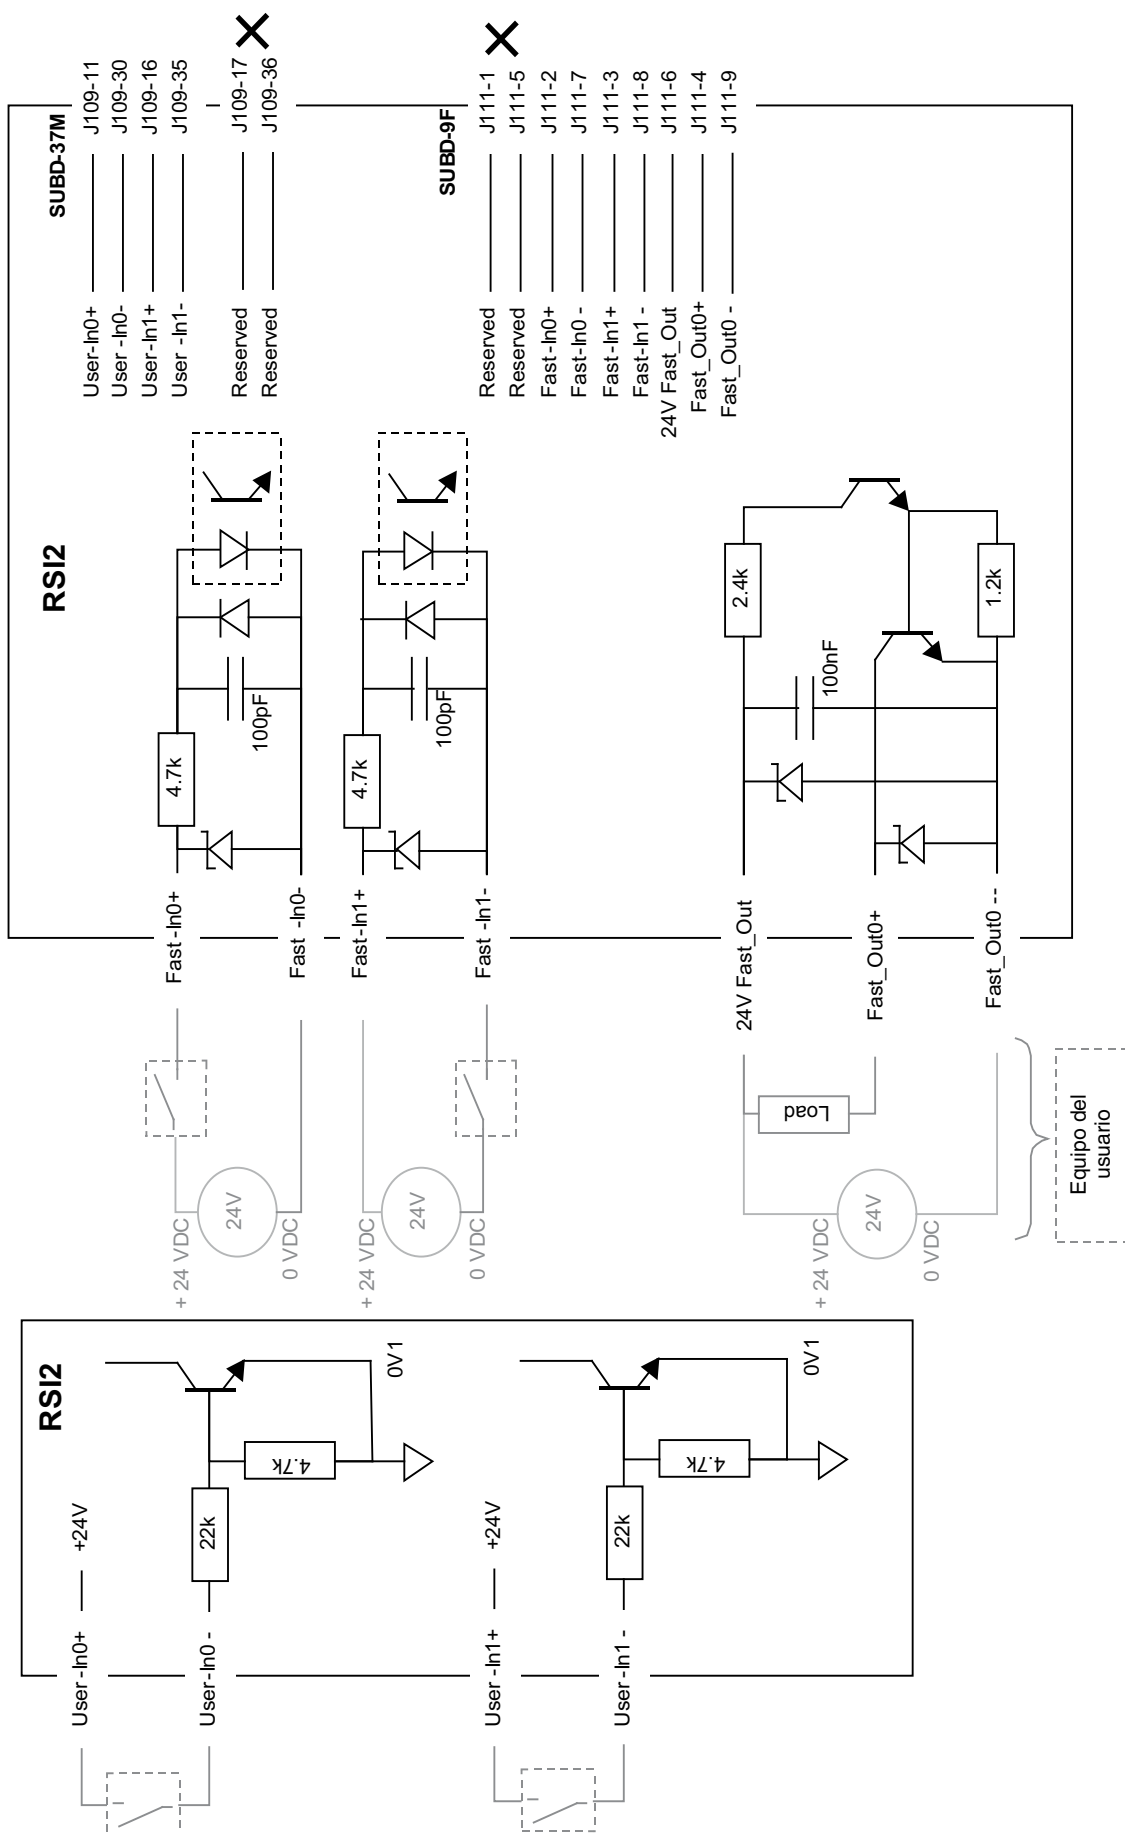 RSI2
SUBD-37M
User-In0+ J109-11
User -In0- J109-30
User-In1+ J109-16
User -In1- J109-35
Reserved J109-17
Reserved J109-36
SUBD-9F
Reserved J111-1
Reserved J111-5
Fast-In0+ J111-2
Fast-In0 - J111-7
Fast-In1+ J111-3
Fast-In1 - J111-8
24V Fast_Out J111-6
Fast_Out0+ J111-4
Fast_Out0 - J111-9
+ 24 VDC
24V
0 VDC
Fast-In0+
4.7k
100pF
Fast -In0-
+ 24 VDC
24V
0 VDC
Fast-In1+
4.7k
100pF
Fast -In1-
+ 24 VDC
24V
0 VDC
Load
24V Fast_Out
2.4k
100nF
Fast_Out0+
1.2k
Fast_Out0 --
Equipo del
usuario
RSI2
User-In0+ +24V
User-In0 -
22k
4.7k
0V1
User -In1+ +24V
User-In1 -
22k
4.7k
0V1